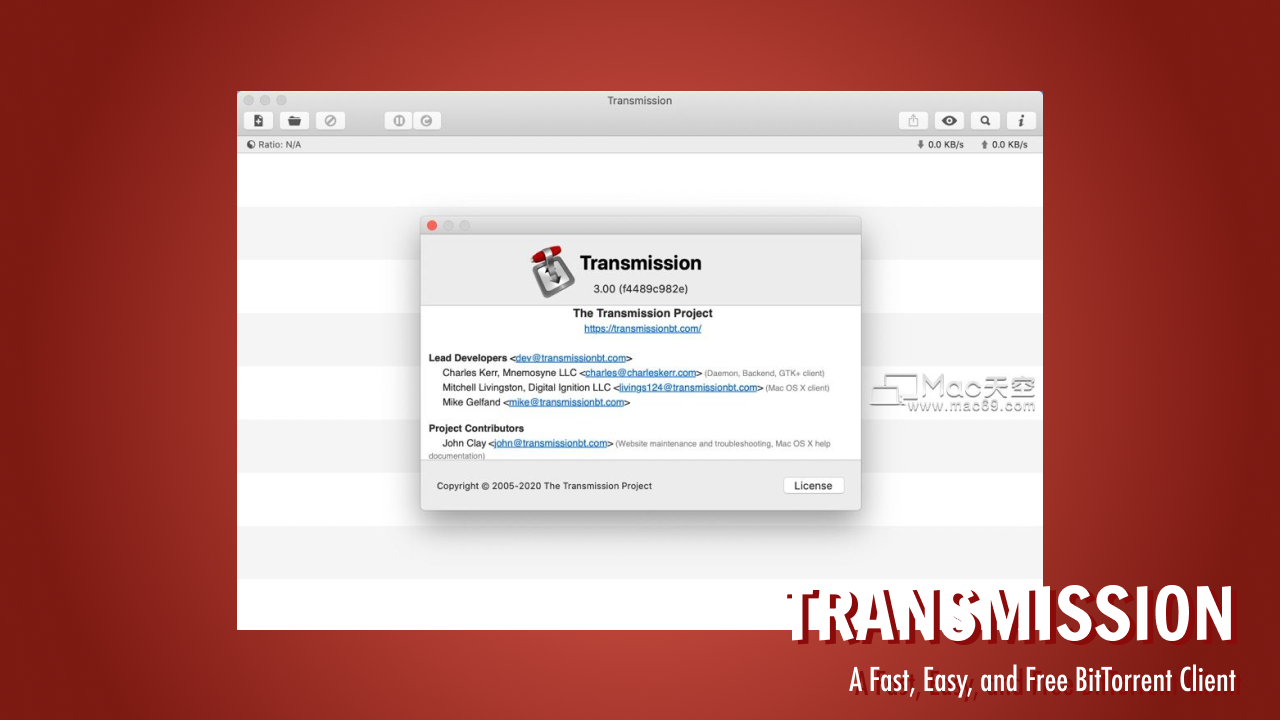 Transmission
Ratio: N/A
0.0 KB/s
0.0 KB/s
Transmission
3.00 (f4489c982e)
The Transmission Project
https://transmissionbt.com/
Lead Developers <dev@transmissionbt.com>
Charles Kerr, Mnemosyne LLC <charles@charleskerr.com> (Daemon, Backend, GTK+ client)
Mitchell Livingston, Digital Ignition LLC <livings124@transmissionbt.com> (Mac OS X client)
Mike Gelfand <mike@transmissionbt.com>
Project Contributors
John Clay <john@transmissionbt.com> (Website maintenance and troubleshooting, Mac OS X help
documentation)
Copyright © 2005-2020 The Transmission Project
License
Mac天空
www.mac69.com
TRANSMISSION
A Fast, Easy, and Free BitTorrent Client